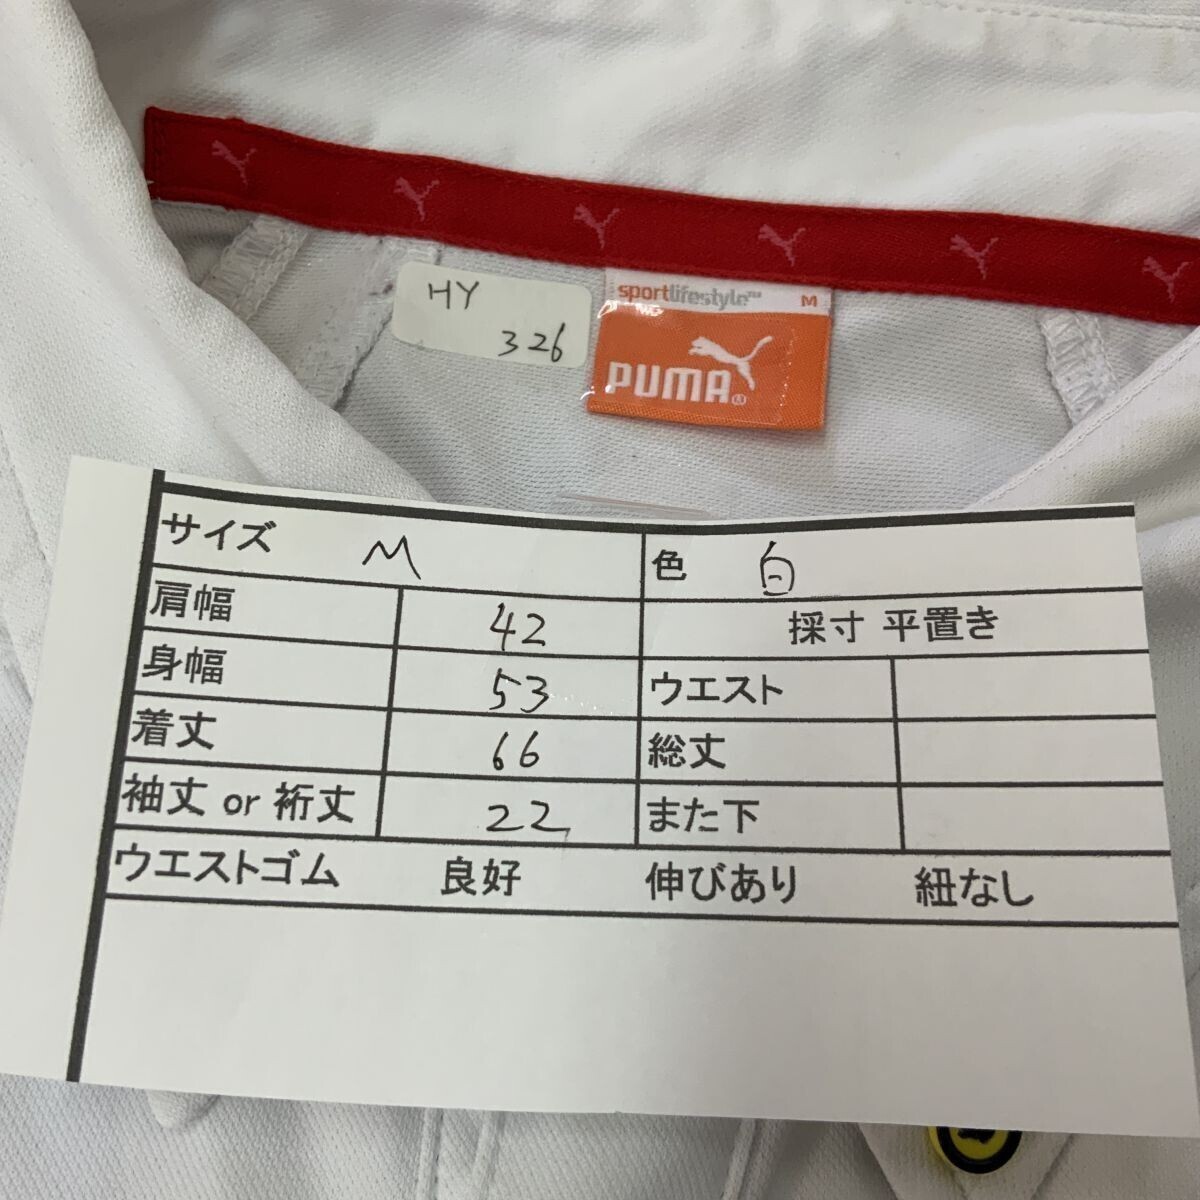 HY
326
sportlifestyle™ M
PUMA®
サイズ M 色 白
肩幅 42 採寸 平置き
身幅 53 ウエスト
着丈 66 総丈
袖丈 or 裄丈 22 また下
ウエストゴム 良好 伸びあり 紐なし